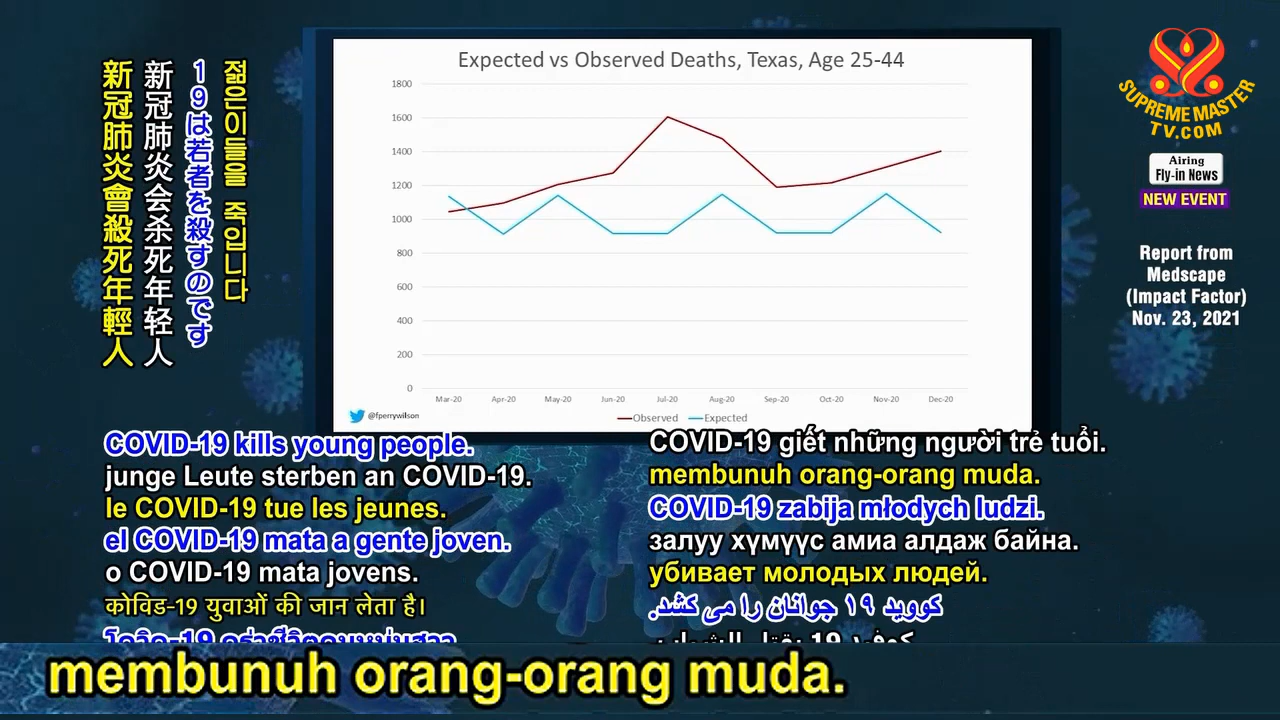 Expected vs Observed Deaths, Texas, Age 25-44
1800
1600
1400
1200
1000
800
600
400
200
0
Mar-20 Apr-20 May-20 Jun-20 Jul-20 Aug-20 Sep-20 Oct-20 Nov-20 Dec-20
@fperrywilson
Observed Expected
젊은이들을 죽입니다
19は若者を殺すのです
新冠肺炎会杀死年轻人
新冠肺炎會殺死年輕人
SUPREME MASTER
TV.COM
Airing
Fly-in News
NEW EVENT
Report from
Medscape
(Impact Factor)
Nov. 23, 2021
COVID-19 kills young people.
junge Leute sterben an COVID-19.
le COVID-19 tue les jeunes.
el COVID-19 mata a gente joven.
o COVID-19 mata jovens.
कोविड-19 युवाओं की जान लेता है।
COVID-19 giết những người trẻ tuổi.
membunuh orang-orang muda.
COVID-19 zabija młodych ludzi.
залуу хүмүүс амиа алдаж байна.
убивает молодых людей.
کووید ۱۹ جوانان را می کشد.
membunuh orang-orang muda.